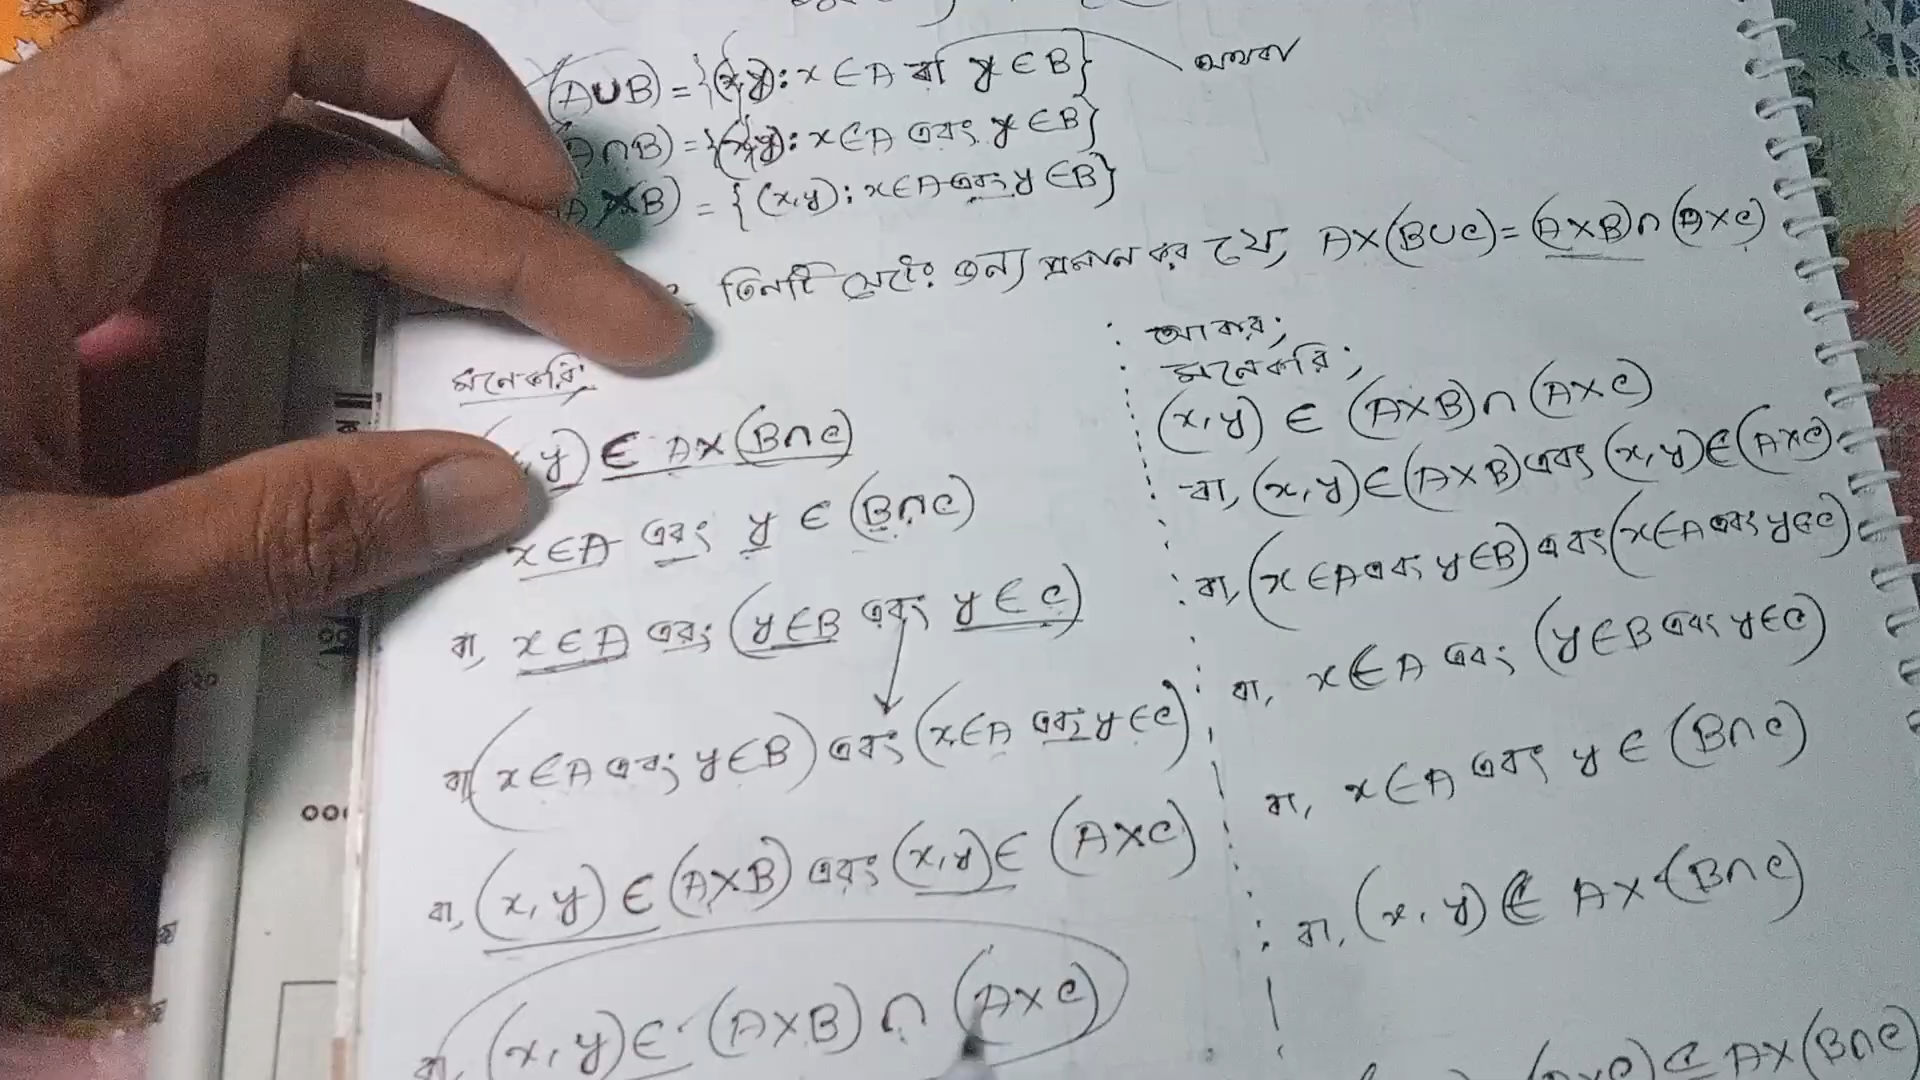 (A∪B) = {(x,y): x∈A বা y∈B} অথবা
A∩B) = {(x,y): x∈A এবং y∈B}
A×B) = {(x,y): x∈A এবং y∈B}
তিনটি সেটের জন্য প্রমাণ কর যে, A×(B∪C) = (A×B)∩(A×C)
মনেকরি;
,y) ∈ A×(B∩C)
x∈A এবং y ∈ (B∩C)
বা, x∈A এবং (y∈B এবং y∈C)
বা, (x∈A এবং y∈B) এবং (x∈A এবং y∈C)
বা, (x,y) ∈ (A×B) এবং (x,y) ∈ (A×C)
বা, (x,y) ∈ (A×B) ∩ (A×C)
আবার;
মনেকরি;
(x,y) ∈ (A×B)∩(A×C)
বা, (x,y) ∈ (A×B) এবং (x,y) ∈ (A×C)
বা, (x∈A এবং y∈B) এবং (x∈A এবং y∈C)
বা, x∈A এবং (y∈B এবং y∈C)
বা, x∈A এবং y ∈ (B∩C)
বা, (x,y) ∈ A×(B∩C)
A×(B∩C)